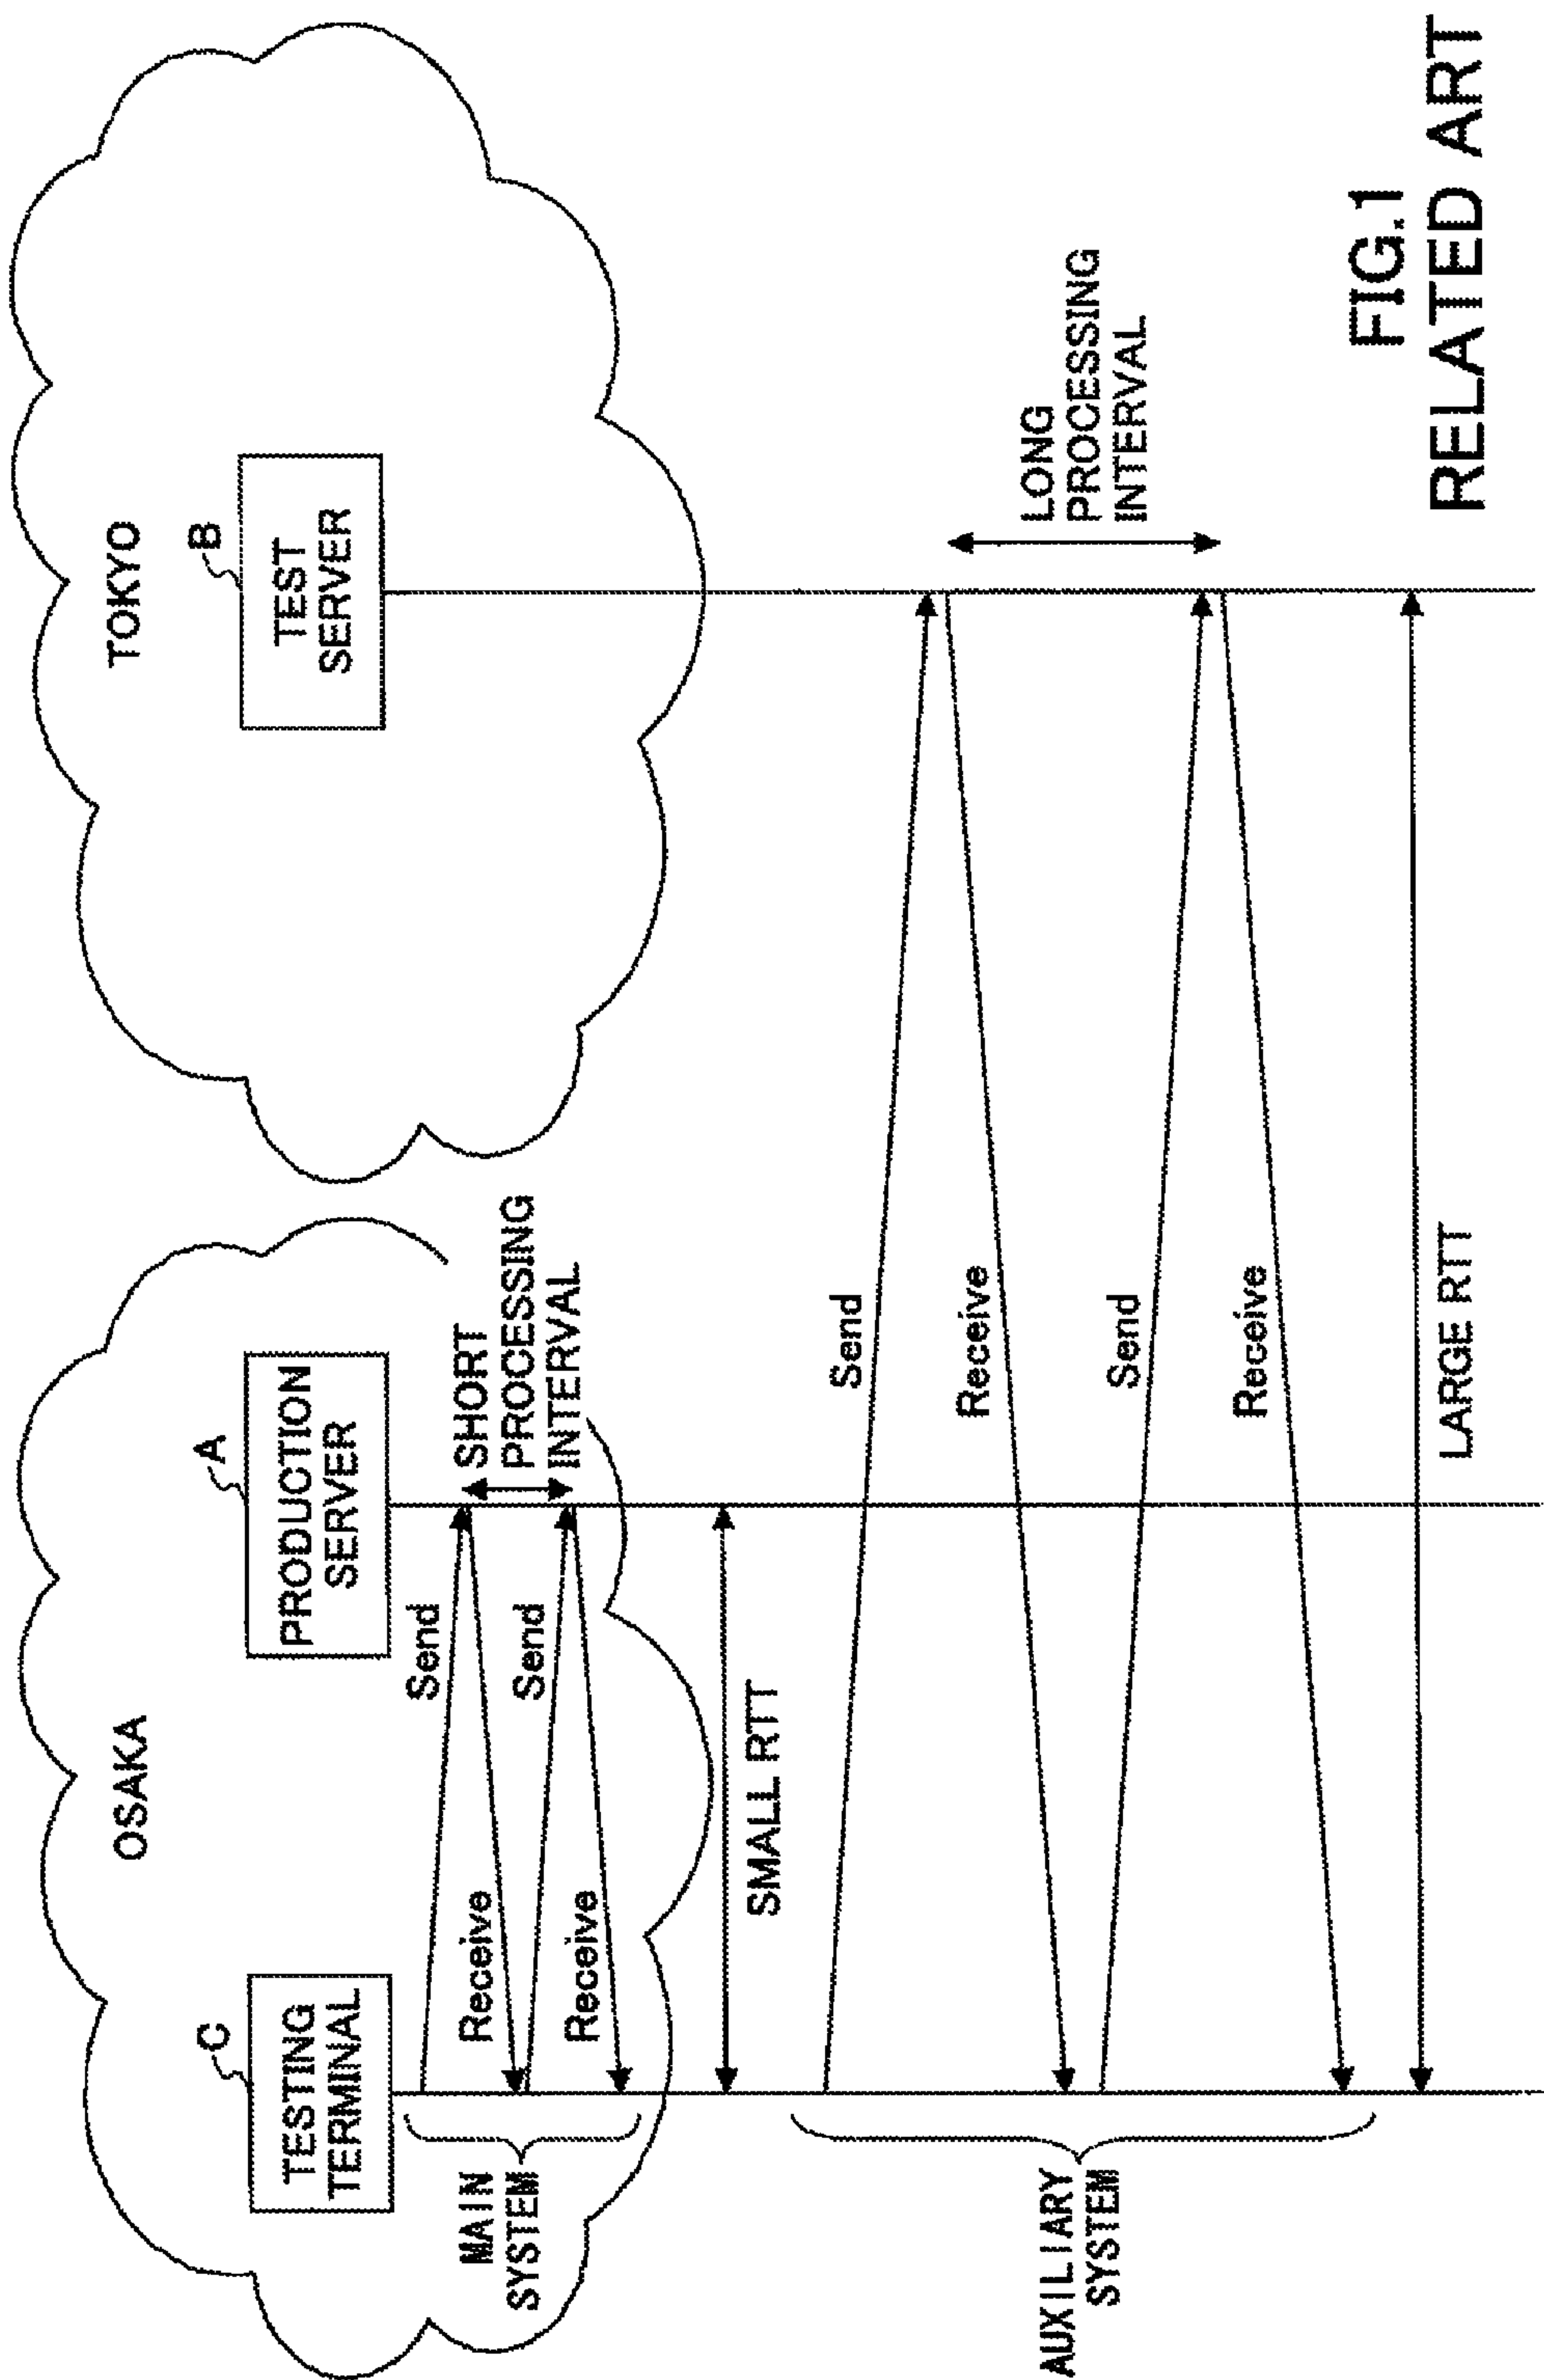 OSAKA
TOKYO
C
TESTING
TERMINAL
A
PRODUCTION
SERVER
B
TEST
SERVER
MAIN
SYSTEM
Send
Receive
Send
Receive
SHORT
PROCESSING
INTERVAL
SMALL RTT
AUXILIARY
SYSTEM
Send
Receive
Send
Receive
LONG
PROCESSING
INTERVAL
LARGE RTT
FIG.1
RELATED ART